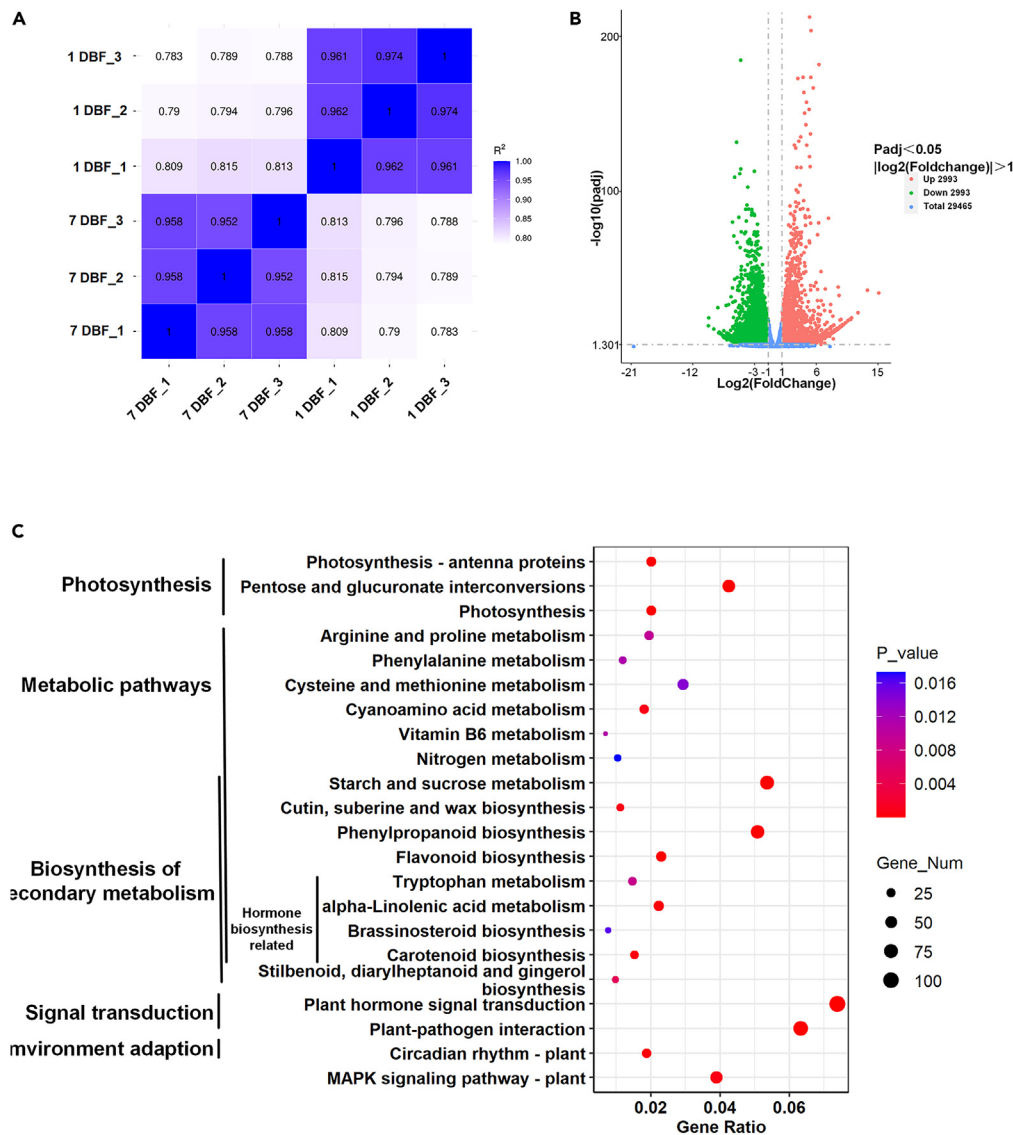 A
1 DBF_3
0.783 0.789 0.788 0.961 0.974 1
1 DBF_2
0.79 0.794 0.796 0.962 1 0.974
1 DBF_1
0.809 0.815 0.813 1 0.962 0.961
7 DBF_3
0.958 0.952 1 0.813 0.796 0.788
7 DBF_2
0.958 1 0.952 0.815 0.794 0.789
7 DBF_1
1 0.958 0.958 0.809 0.79 0.783
7 DBF_1 7 DBF_2 7 DBF_3 1 DBF_1 1 DBF_2 1 DBF_3
R²
1.00
0.95
0.90
0.85
0.80
B
200
100
1.301
-log10(padj)
-21 -12 -3 -1 1 6 15
Log2(FoldChange)
Padj<0.05
|log2(Foldchange)|>1
Up 2993
Down 2993
Total 29465
C
Photosynthesis
Metabolic pathways
Biosynthesis of
econdary metabolism
Hormone
biosynthesis
related
Signal transduction
mvironment adaption
Photosynthesis - antenna proteins
Pentose and glucuronate interconversions
Photosynthesis
Arginine and proline metabolism
Phenylalanine metabolism
Cysteine and methionine metabolism
Cyanoamino acid metabolism
Vitamin B6 metabolism
Nitrogen metabolism
Starch and sucrose metabolism
Cutin, suberine and wax biosynthesis
Phenylpropanoid biosynthesis
Flavonoid biosynthesis
Tryptophan metabolism
alpha-Linolenic acid metabolism
Brassinosteroid biosynthesis
Carotenoid biosynthesis
Stilbenoid, diarylheptanoid and gingerol
biosynthesis
Plant hormone signal transduction
Plant-pathogen interaction
Circadian rhythm - plant
MAPK signaling pathway - plant
0.02 0.04 0.06
Gene Ratio
P_value
0.016
0.012
0.008
0.004
Gene_Num
25
50
75
100